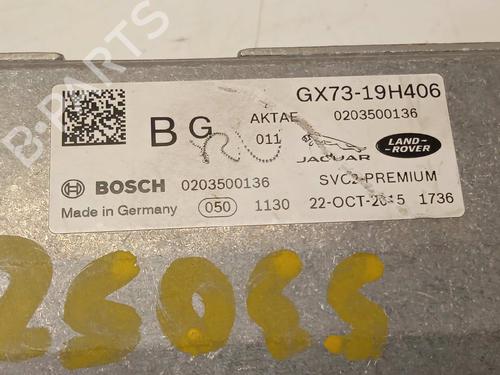 GX73-19H406
B G AKTAE 0203500136
011
JAGUAR LAND-ROVER
BOSCH 0203500136 SVC2-PREMIUM
Made in Germany 050 1130 22-OCT-2015 1736
B-PARTS